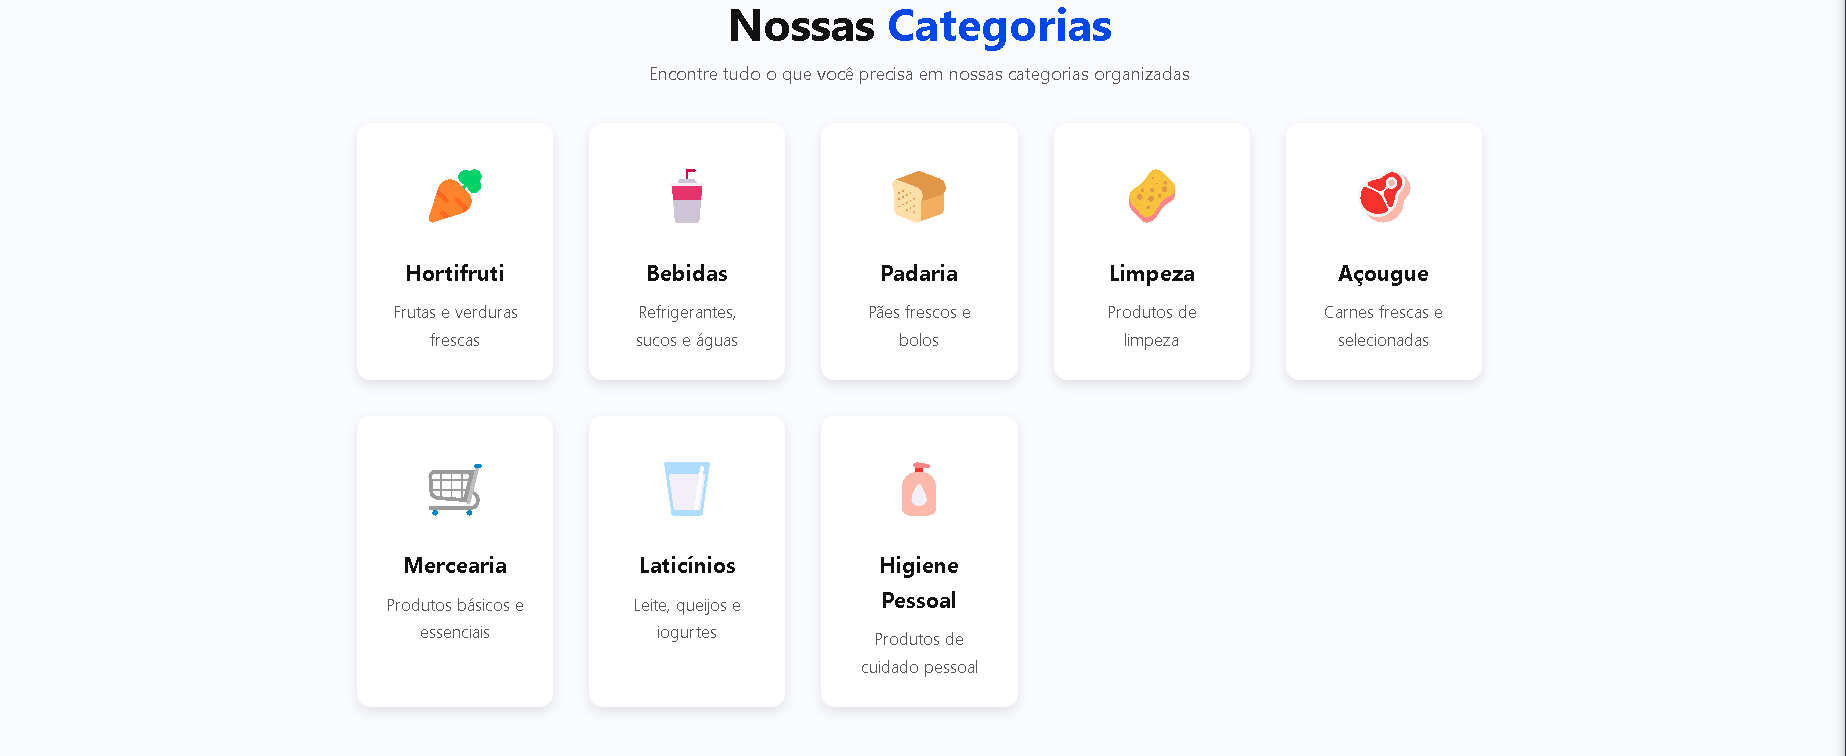 Nossas Categorias
Encontre tudo o que você precisa em nossas categorias organizadas
Hortifruti
Frutas e verduras
frescas
Bebidas
Refrigerantes,
sucos e águas
Padaria
Pães frescos e
bolos
Limpeza
Produtos de
limpeza
Açougue
Carnes frescas e
selecionadas
Mercearia
Produtos básicos e
essenciais
Laticínios
Leite, queijos e
iogurtes
Higiene
Pessoal
Produtos de
cuidado pessoal